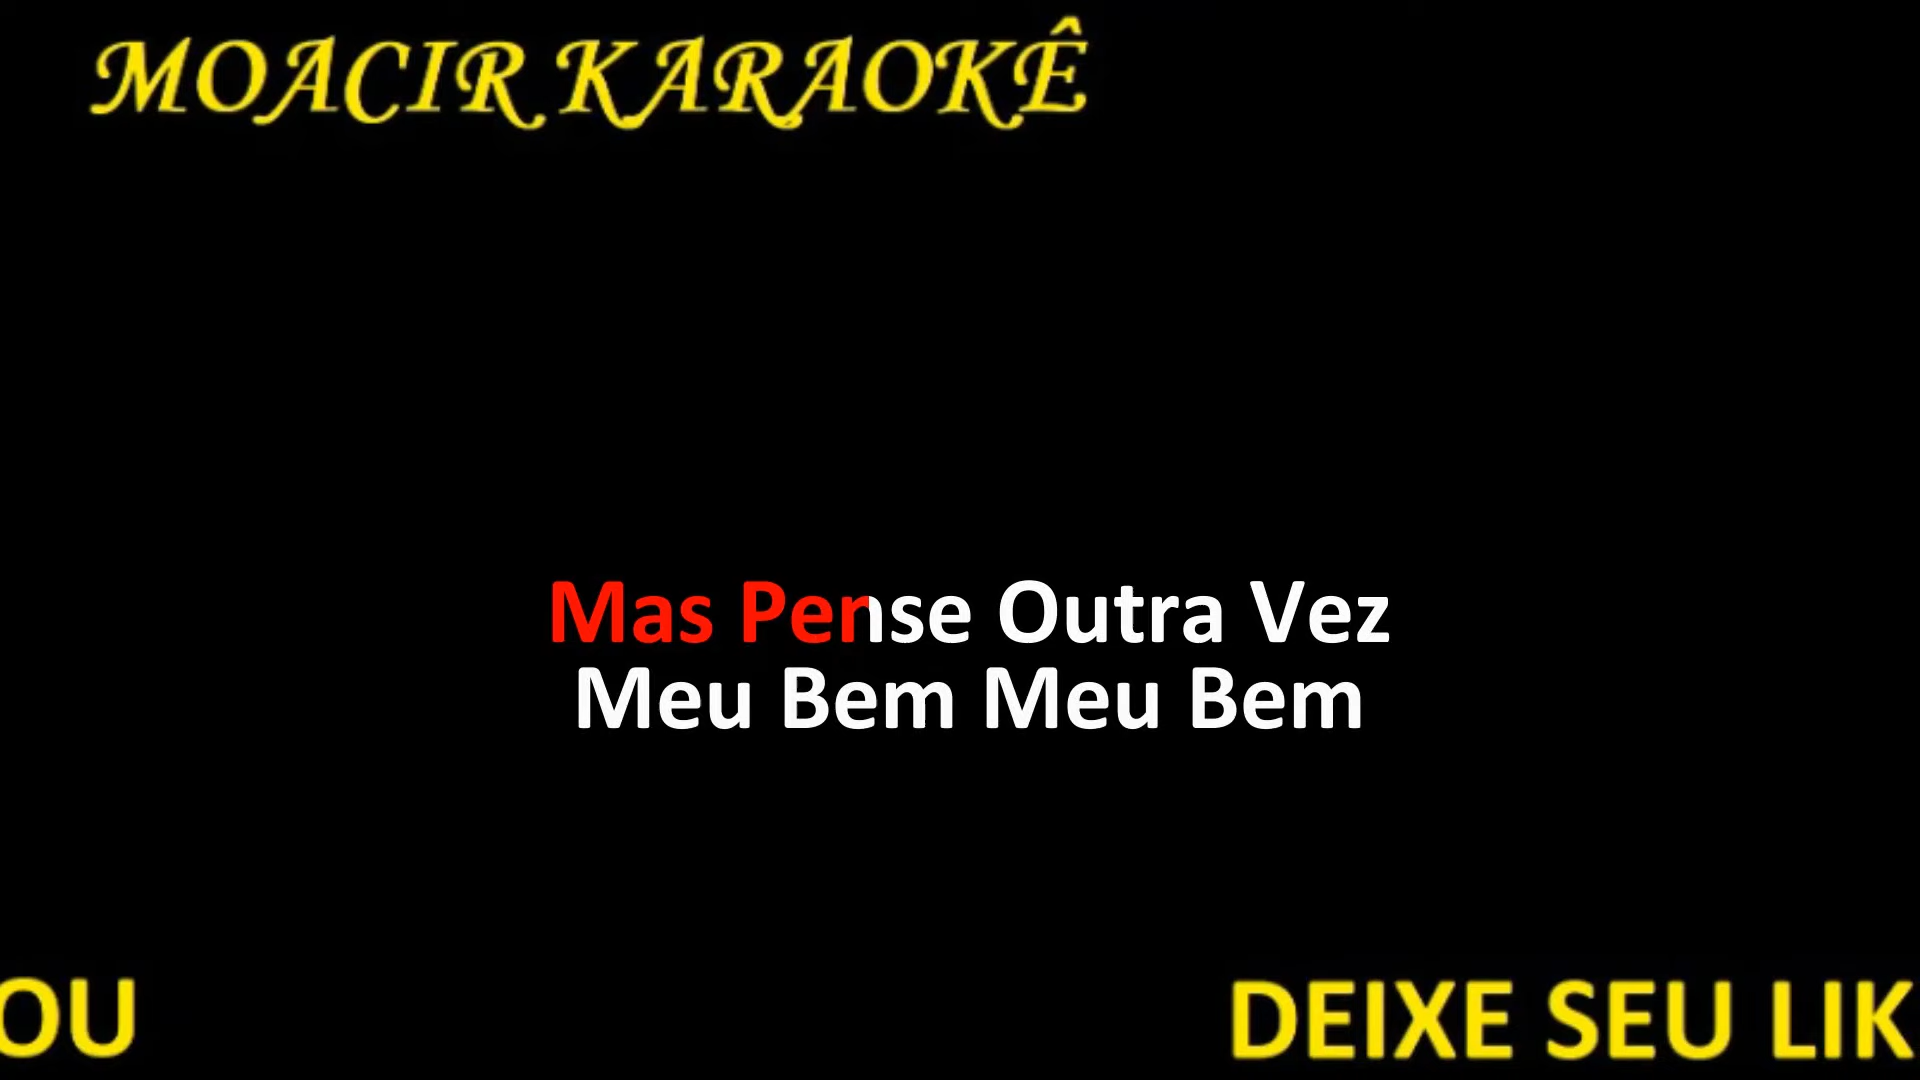 MOACIR KARAOKÊ
Mas Pense Outra Vez
Meu Bem Meu Bem
OU
DEIXE SEU LIK